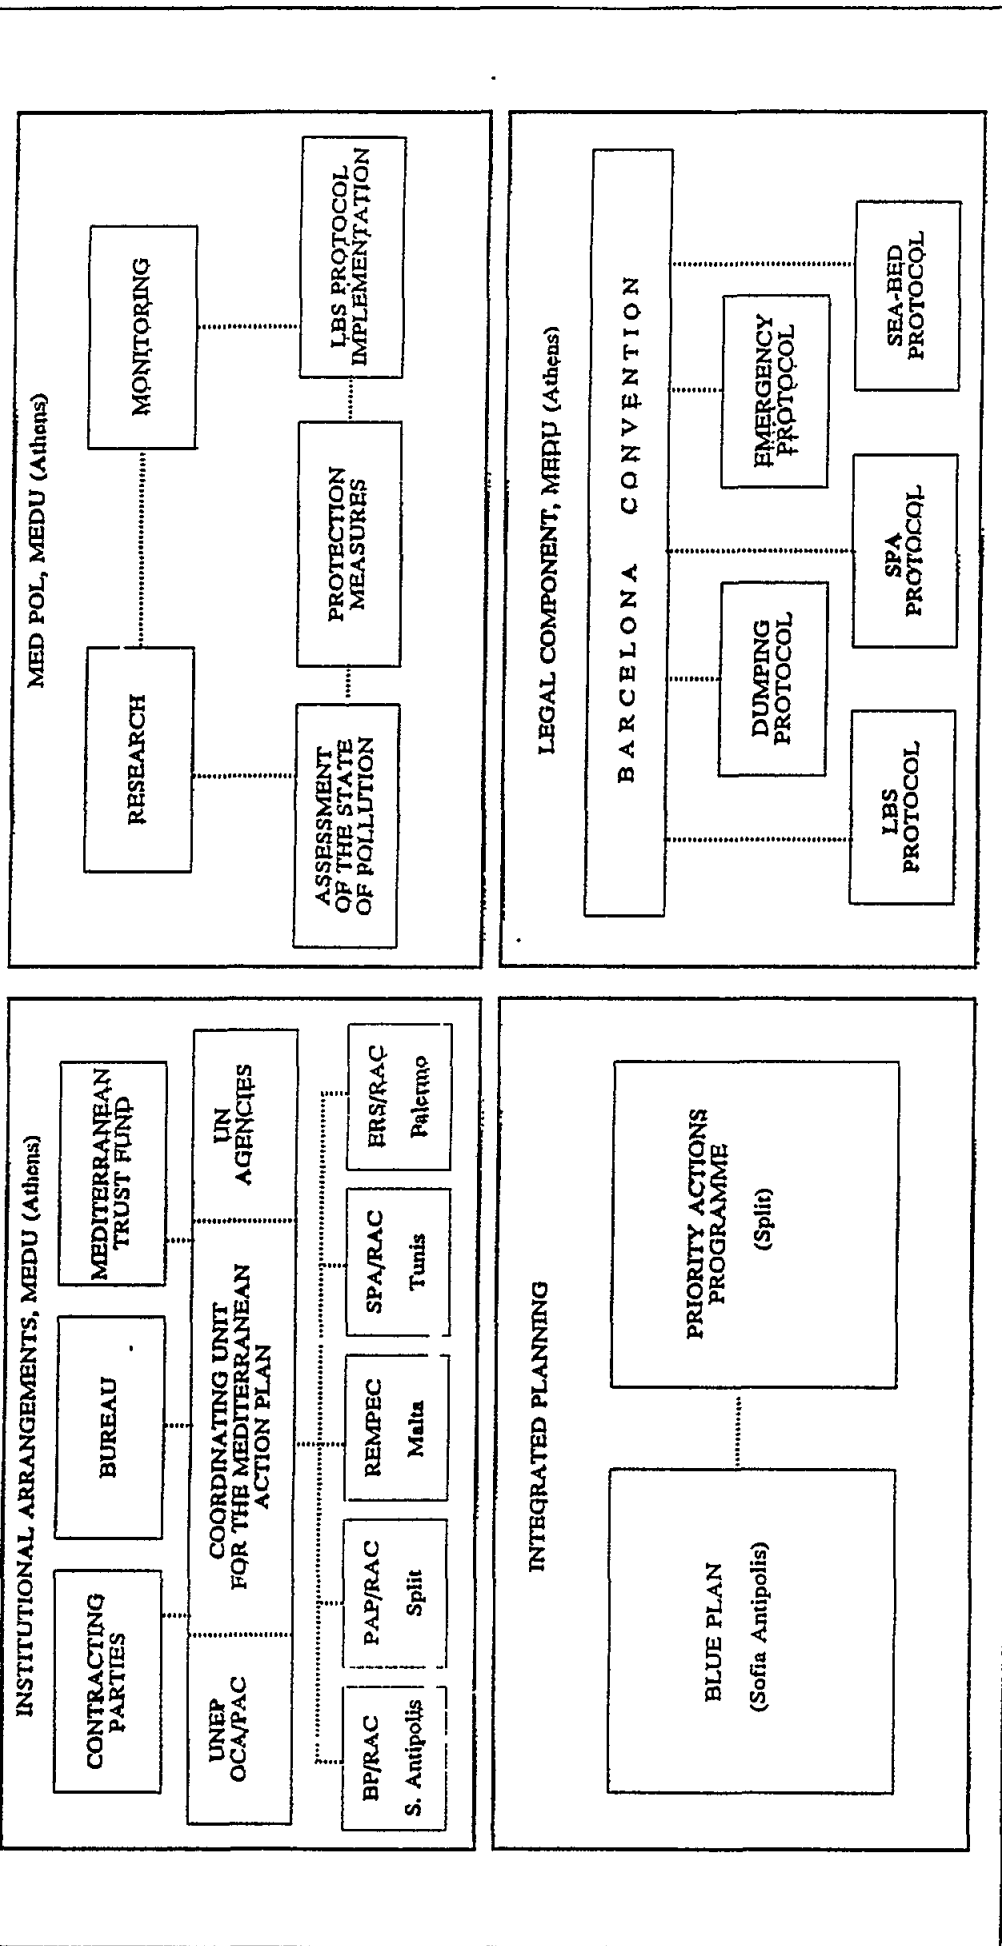 INSTITUTIONAL ARRANGEMENTS, MEDU (Athens)
CONTRACTING
PARTIES
BUREAU
MEDITERRANEAN
TRUST FUND
UNEP
OCA/PAC
COORDINATING UNIT
FOR THE MEDITERRANEAN
ACTION PLAN
UN
AGENCIES
BP/RAC
S. Antipolis
PAP/RAC
Split
REMPEC
Malta
SPA/RAC
Tunis
ERS/RAC
Palermo
MED POL, MEDU (Athens)
RESEARCH
MONITORING
ASSESSMENT
OF THE STATE
OF POLLUTION
PROTECTION
MEASURES
LBS PROTOCOL
IMPLEMENTATION
INTEGRATED PLANNING
BLUE PLAN
(Sofia Antipolis)
PRIORITY ACTIONS
PROGRAMME
(Split)
LEGAL COMPONENT, MEDU (Athens)
BARCELONA CONVENTION
DUMPING
PROTOCOL
EMERGENCY
PROTOCOL
LBS
PROTOCOL
SPA
PROTOCOL
SEA-BED
PROTOCOL